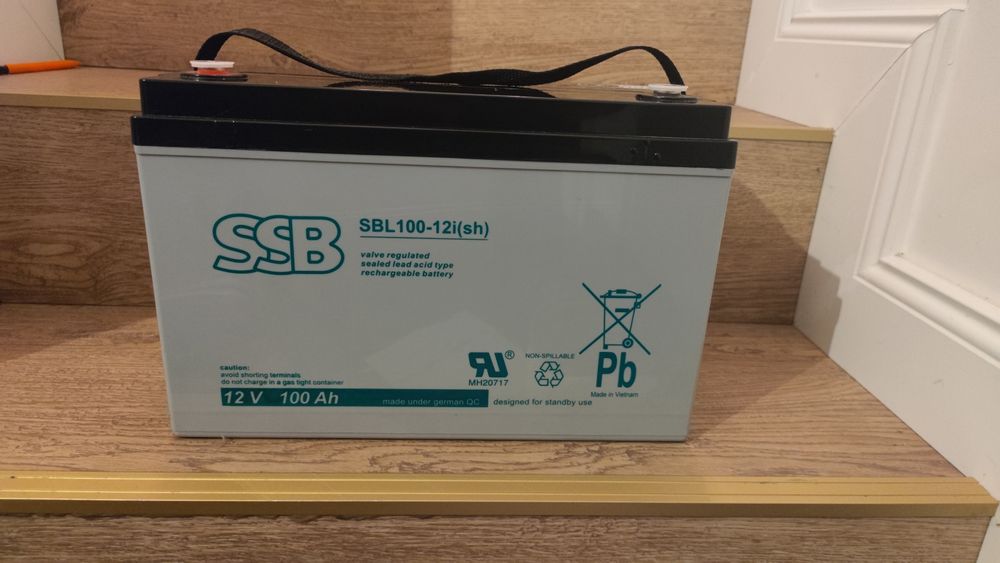 SSB
SBL100-12i(sh)
valve regulated
sealed lead acid type
rechargeable battery
caution:
avoid shorting terminals
do not charge in a gas tight container
12 V 100 Ah
made under german QC
designed for standby use
RU®
MH20717
NON-SPILLABLE
Pb
Made in Vietnam